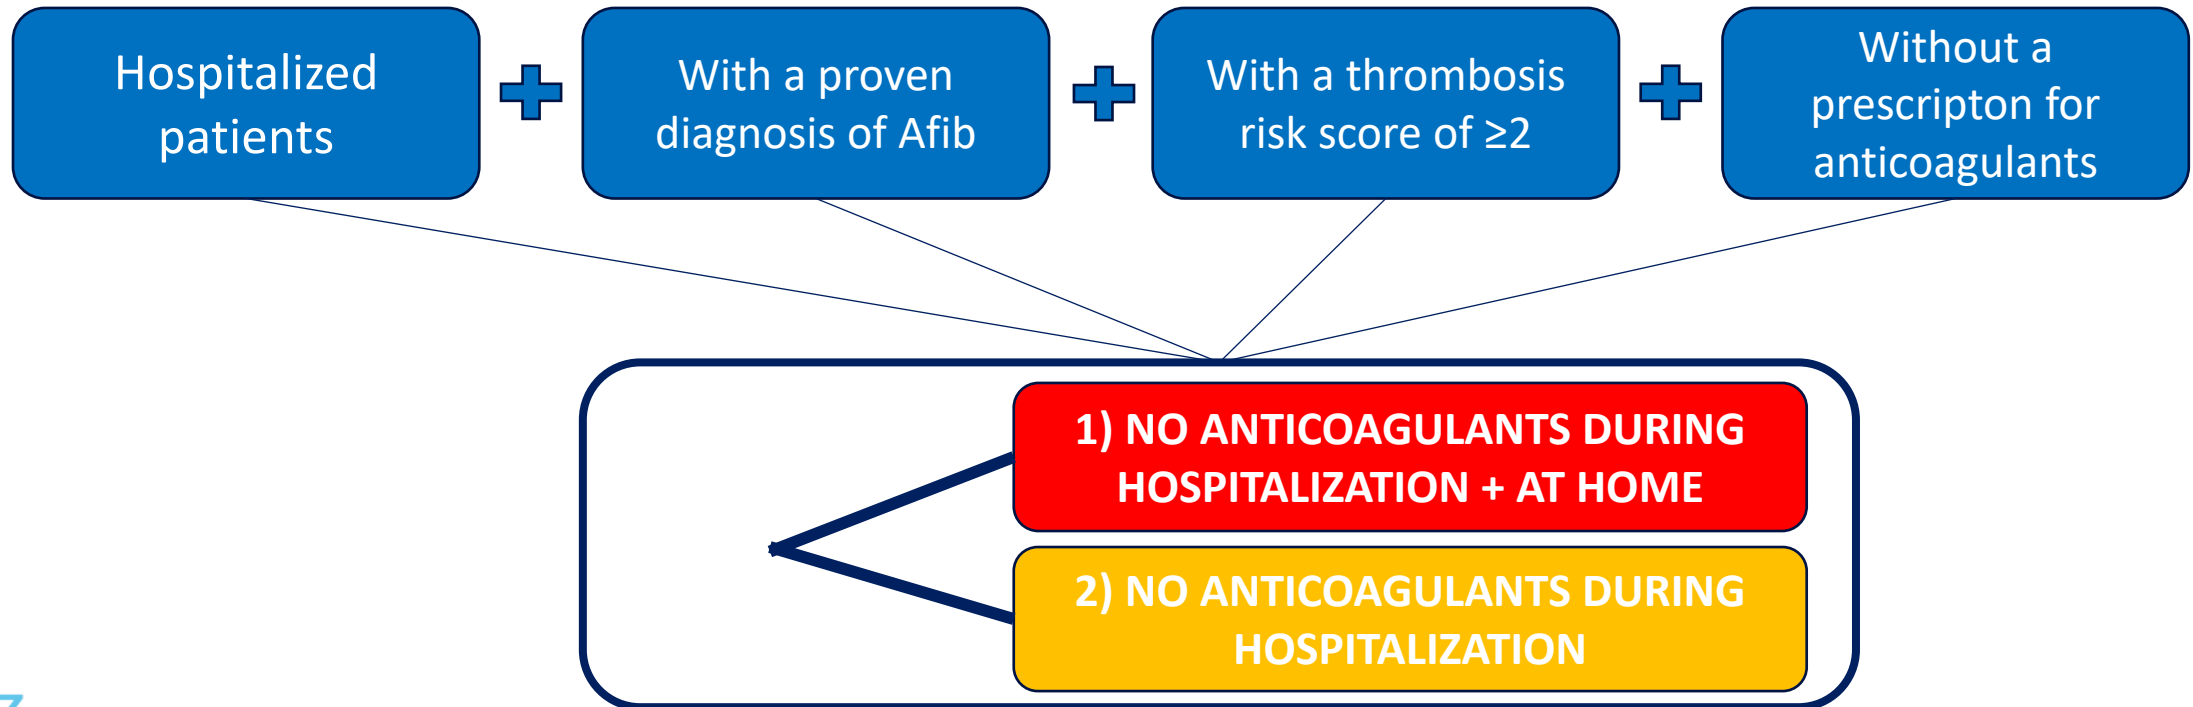 Hospitalized
patients
With a proven
diagnosis of Afib
With a thrombosis
risk score of ≥2
Without a
prescripton for
anticoagulants
1) NO ANTICOAGULANTS DURING
HOSPITALIZATION + AT HOME
2) NO ANTICOAGULANTS DURING
HOSPITALIZATION